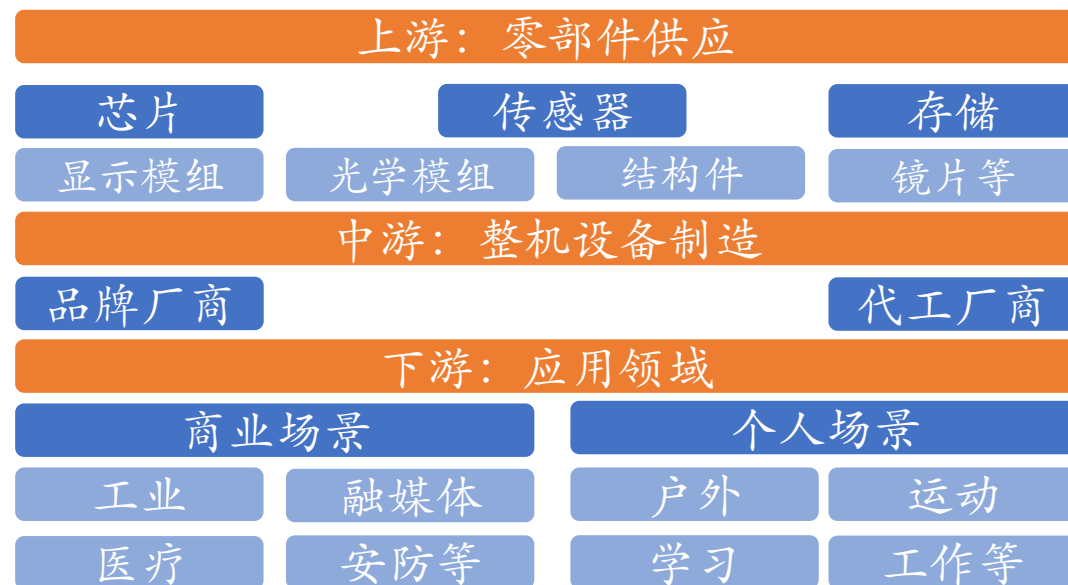 上游：零部件供应
芯片 传感器 存储
显示模组 光学模组 结构件 镜片等
中游：整机设备制造
品牌厂商 代工厂商
下游：应用领域
商业场景 个人场景
工业 融媒体 户外 运动
医疗 安防等 学习 工作等